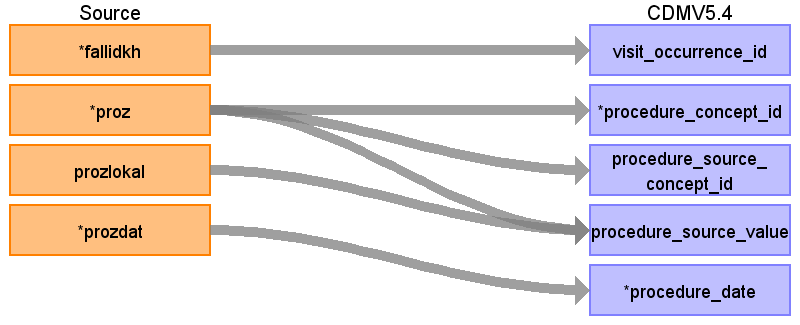 Source
CDMV5.4
*fallidkh
visit_occurrence_id
*proz
*procedure_concept_id
prozlokal
procedure_source_
concept_id
*prozdat
procedure_source_value
*procedure_date